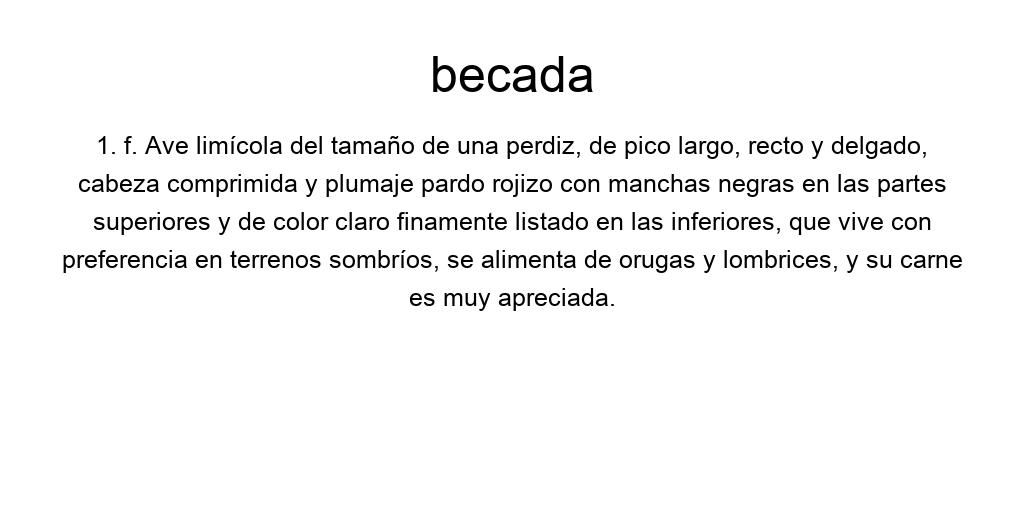 becada
1. f. Ave limícola del tamaño de una perdiz, de pico largo, recto y delgado,
cabeza comprimida y plumaje pardo rojizo con manchas negras en las partes
superiores y de color claro finamente listado en las inferiores, que vive con
preferencia en terrenos sombríos, se alimenta de orugas y lombrices, y su carne
es muy apreciada.